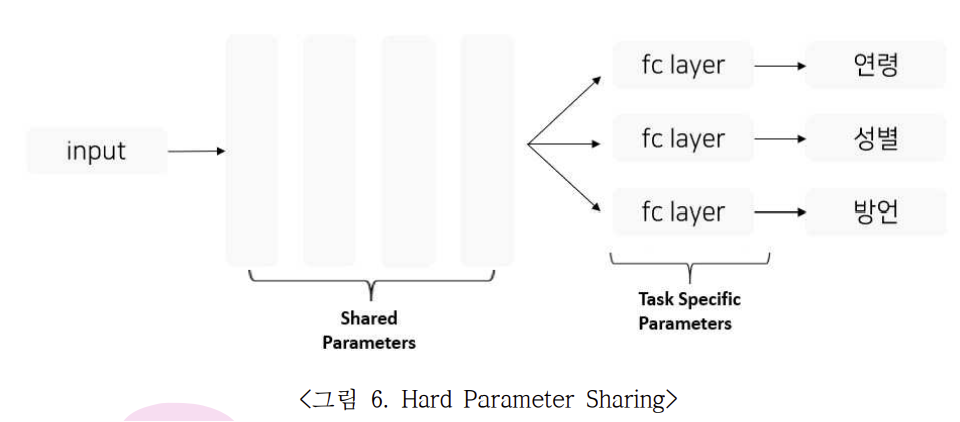 input
fc layer
연령
fc layer
성별
fc layer
방언
Shared
Parameters
Task Specific
Parameters
<그림 6. Hard Parameter Sharing>